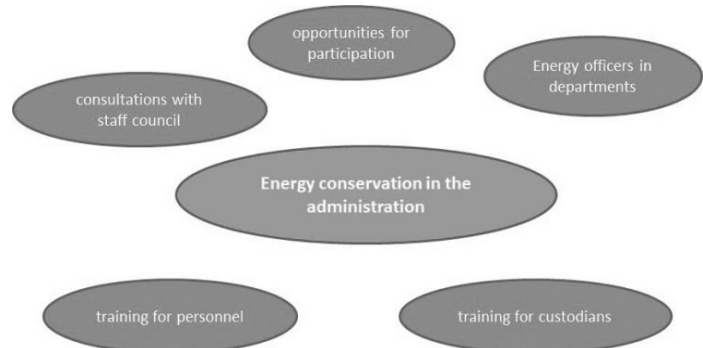 opportunities for
participation
Energy officers in
departments
consultations with
staff council
Energy conservation in the
administration
training for personnel
training for custodians